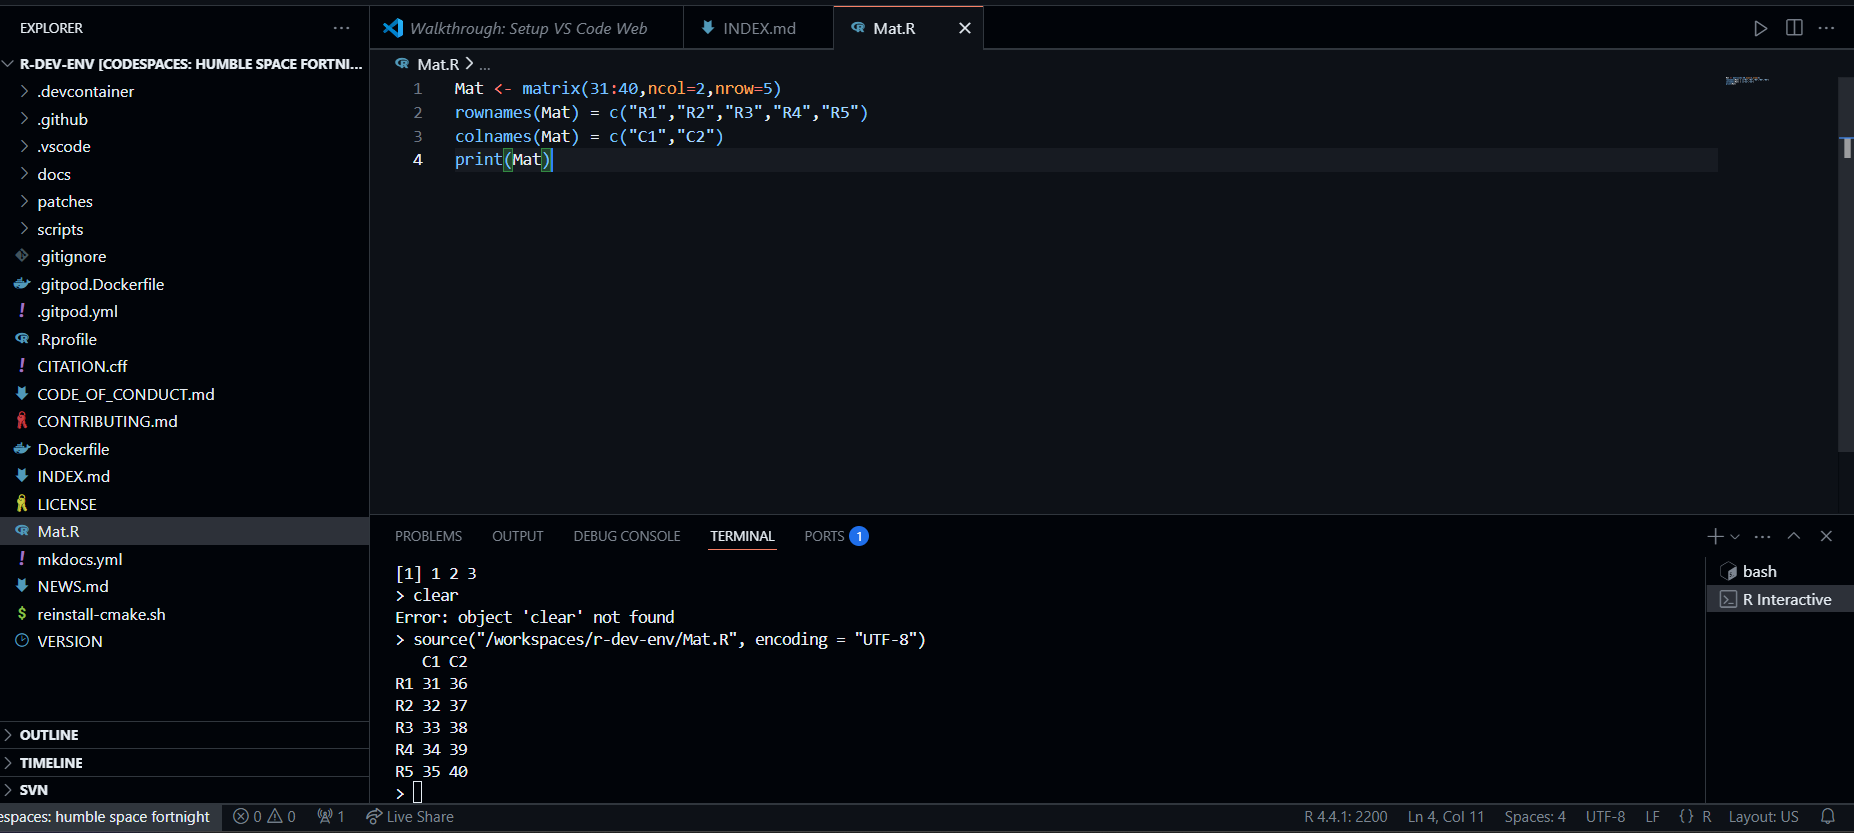 EXPLORER
R-DEV-ENV [CODESPACES: HUMBLE SPACE FORTNI...
.devcontainer
.github
.vscode
docs
patches
scripts
.gitignore
.gitpod.Dockerfile
.gitpod.yml
.Rprofile
CITATION.cff
CODE_OF_CONDUCT.md
CONTRIBUTING.md
Dockerfile
INDEX.md
LICENSE
Mat.R
mkdocs.yml
NEWS.md
reinstall-cmake.sh
VERSION
OUTLINE
TIMELINE
SVN
Walkthrough: Setup VS Code Web
INDEX.md
Mat.R
Mat.R > ...
1 Mat <- matrix(31:40,ncol=2,nrow=5)
2 rownames(Mat) = c("R1","R2","R3","R4","R5")
3 colnames(Mat) = c("C1","C2")
4 print(Mat)
PROBLEMS OUTPUT DEBUG CONSOLE TERMINAL PORTS 1
[1] 1 2 3
> clear
Error: object 'clear' not found
> source("/workspaces/r-dev-env/Mat.R", encoding = "UTF-8")
C1 C2
R1 31 36
R2 32 37
R3 33 38
R4 34 39
R5 35 40
>
bash
R Interactive
espaces: humble space fortnight 0 0 1 Live Share R 4.4.1: 2200 Ln 4, Col 11 Spaces: 4 UTF-8 LF {} R Layout: US